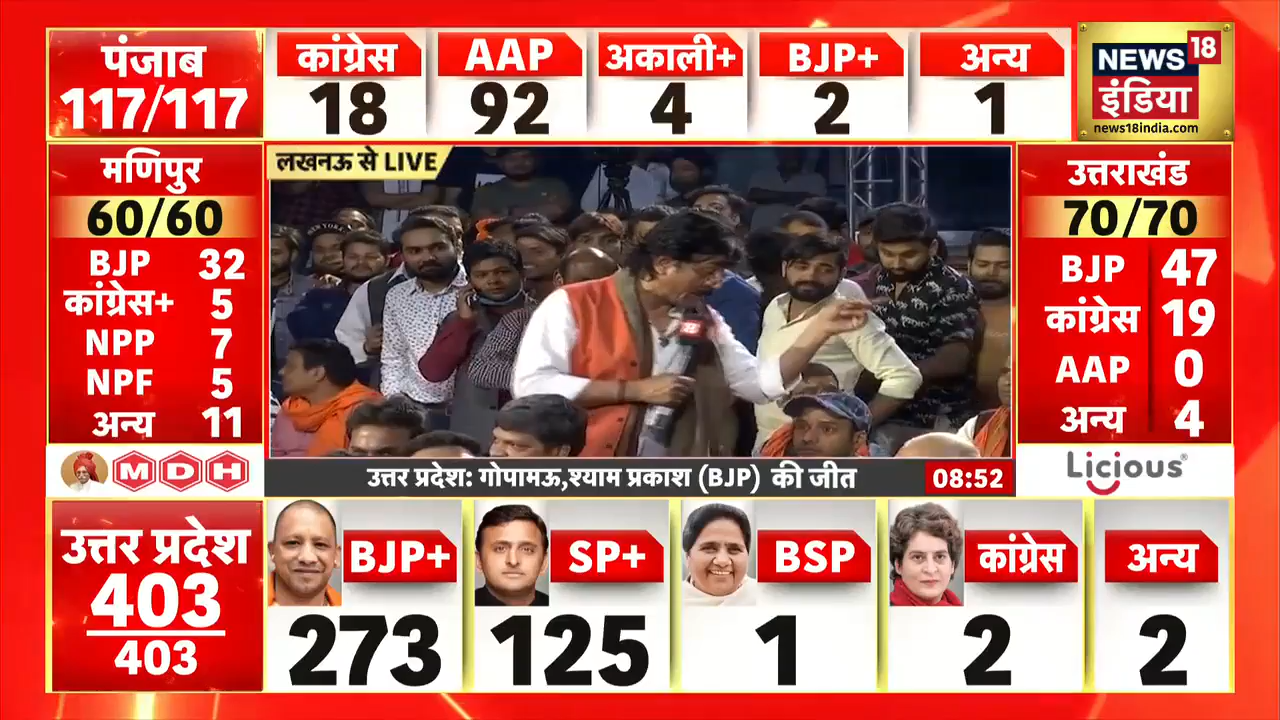 पंजाब
117/117
कांग्रेस
18
AAP
92
अकाली+
4
BJP+
2
अन्य
1
NEWS 18
इंडिया
news18india.com
मणिपुर
60/60
BJP 32
कांग्रेस+ 5
NPP 7
NPF 5
अन्य 11
MDH
लखनऊ से LIVE
NEW YORK
18
उत्तर प्रदेश: गोपामऊ,श्याम प्रकाश (BJP) की जीत
08:52
उत्तराखंड
70/70
BJP 47
कांग्रेस 19
AAP 0
अन्य 4
Licious®
उत्तर प्रदेश
403
403
BJP+
273
SP+
125
BSP
1
कांग्रेस
2
अन्य
2